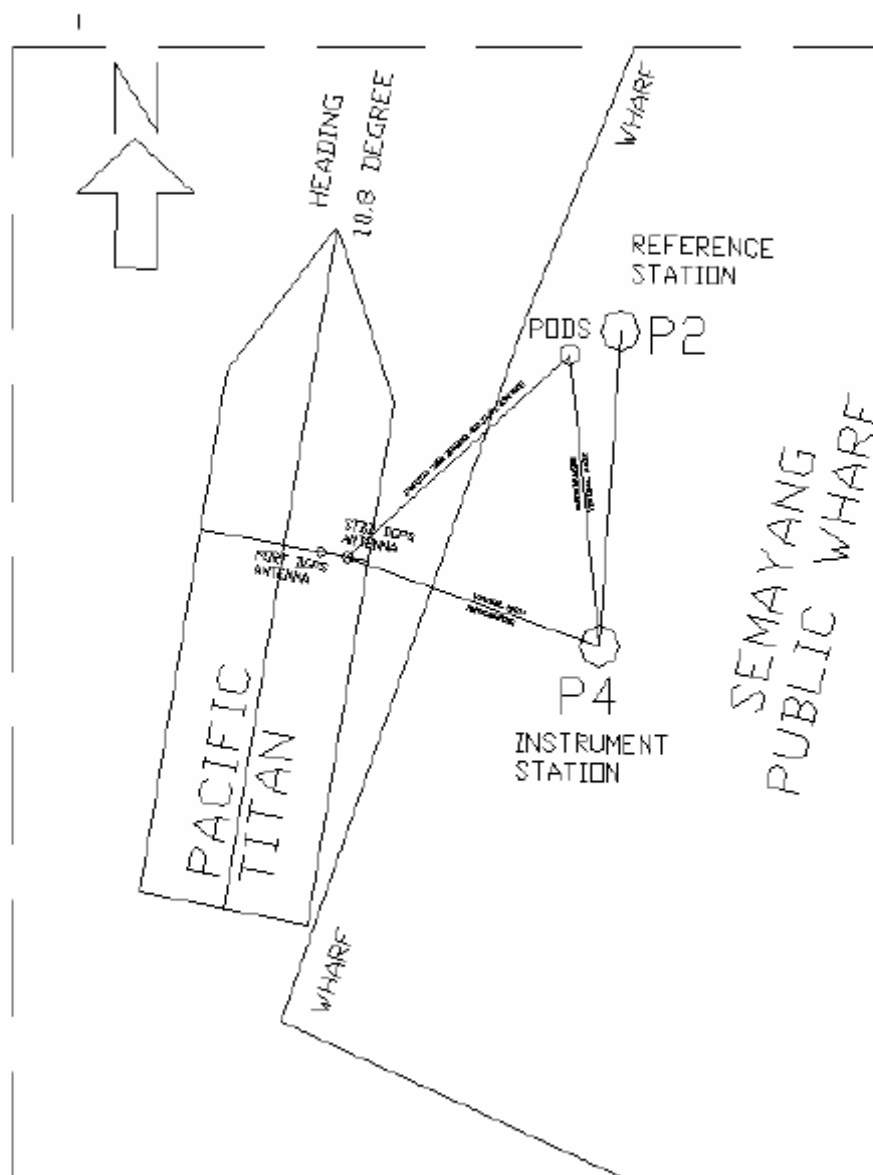 N
HEADING
10.8 DEGREE
WHARF
REFERENCE
STATION
PODS
P2
STBD DGPS
ANTENNA
PORT DGPS
ANTENNA
P4
INSTRUMENT
STATION
PACIFIC
TITAN
SEMAYANG
PUBLIC WHARF
WHARF